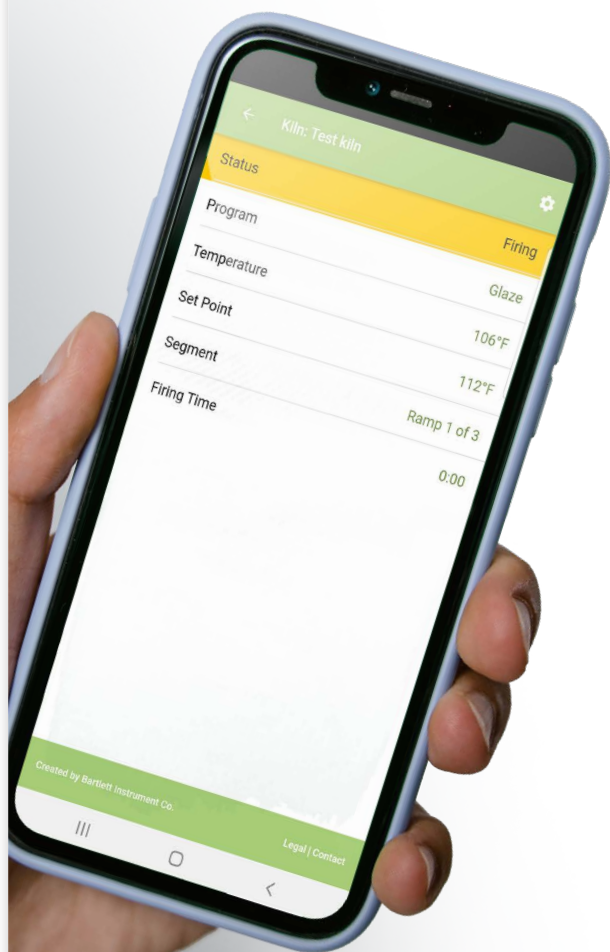 Kiln: Test kiln
Status Firing
Program Glaze
Temperature 106°F
Set Point 112°F
Segment Ramp 1 of 3
Firing Time 0:00
Created by Bartlett Instrument Co.
Legal | Contact